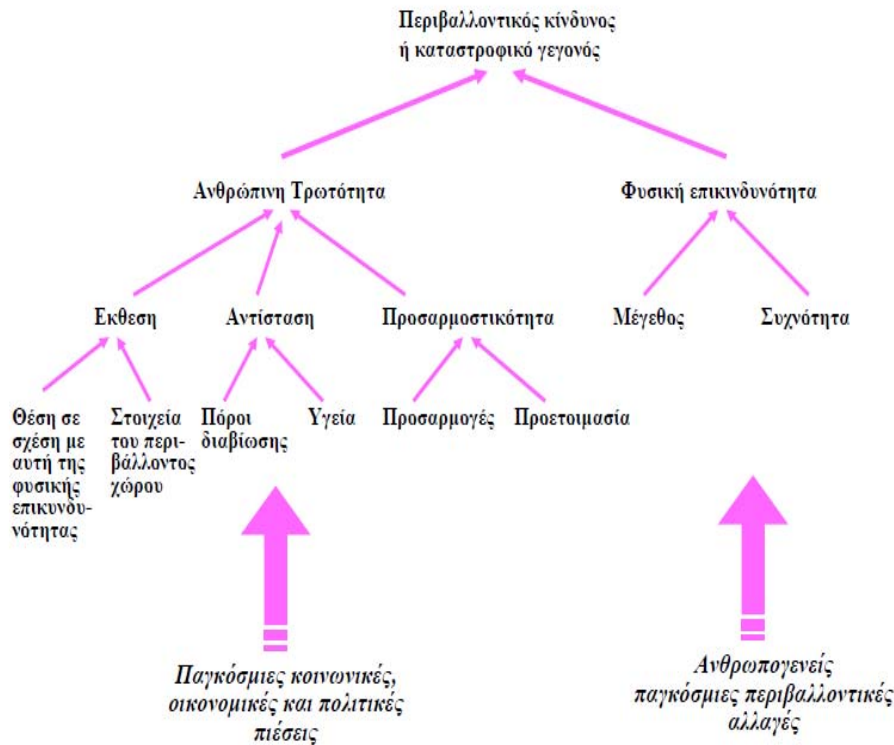 Περιβαλλοντικός κίνδυνος
ή καταστροφικό γεγονός
Ανθρώπινη Τρωτότητα
Φυσική επικινδυνότητα
Εκθεση
Αντίσταση
Προσαρμοστικότητα
Μέγεθος
Συχνότητα
Θέση σε
σχέση με
αυτή της
φυσικής
επικυνδυ-
νότητας
Στοιχεία
του περι-
βάλλοντος
χώρου
Πόροι
διαβίωσης
Υγεία
Προσαρμογές
Προετοιμασία
Παγκόσμιες κοινωνικές,
οικονομικές και πολιτικές
πιέσεις
Ανθρωπογενείς
παγκόσμιες περιβαλλοντικές
αλλαγές